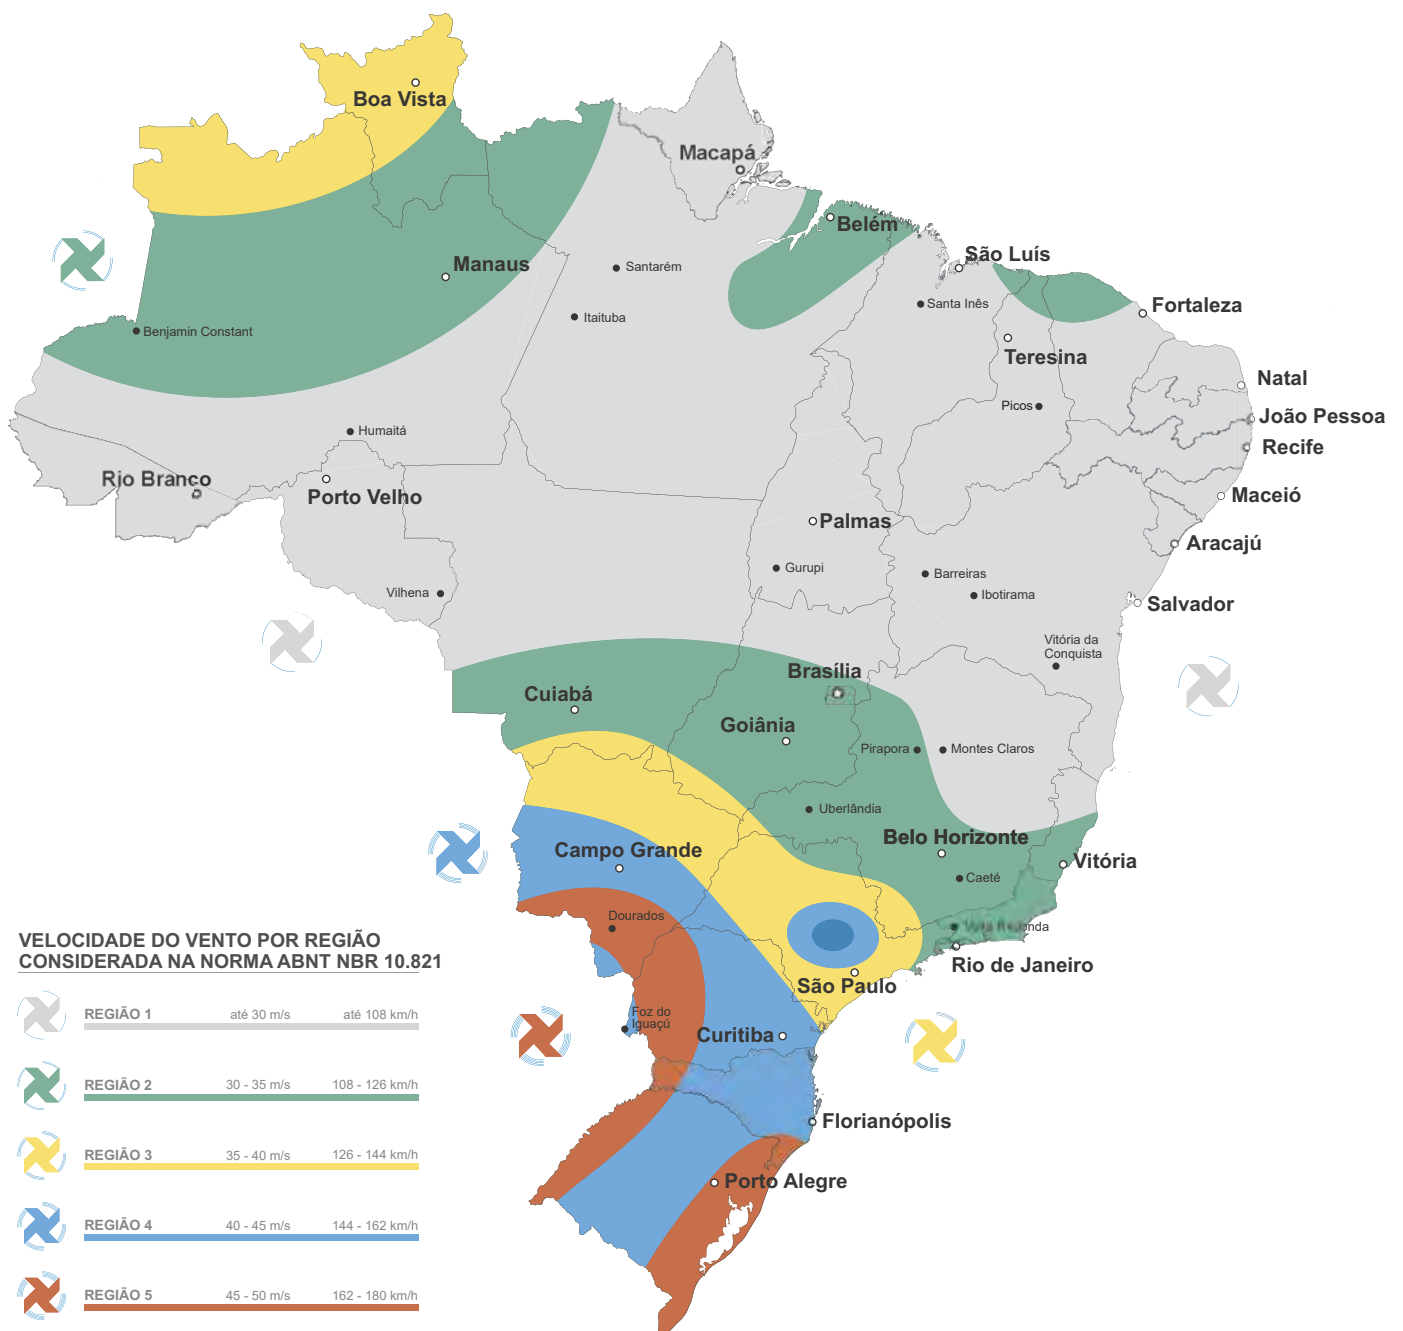 Boa Vista
Macapá
Belém
Manaus
Santarém
São Luís
Santa Inês
Fortaleza
Itaituba
Benjamin Constant
Teresina
Natal
Picos
João Pessoa
Humaitá
Recife
Rio Branco
Porto Velho
Maceió
Palmas
Aracajú
Gurupi
Barreiras
Vilhena
Ibotirama
Salvador
Vitória da
Conquista
Brasília
Cuiabá
Goiânia
Pirapora
Montes Claros
Uberlândia
Belo Horizonte
Campo Grande
Vitória
Caeté
Dourados
Rio de Janeiro
São Paulo
Foz do
Iguaçú
Curitiba
Florianópolis
Porto Alegre
VELOCIDADE DO VENTO POR REGIÃO
CONSIDERADA NA NORMA ABNT NBR 10.821
REGIÃO 1 até 30 m/s até 108 km/h
REGIÃO 2 30 - 35 m/s 108 - 126 km/h
REGIÃO 3 35 - 40 m/s 126 - 144 km/h
REGIÃO 4 40 - 45 m/s 144 - 162 km/h
REGIÃO 5 45 - 50 m/s 162 - 180 km/h